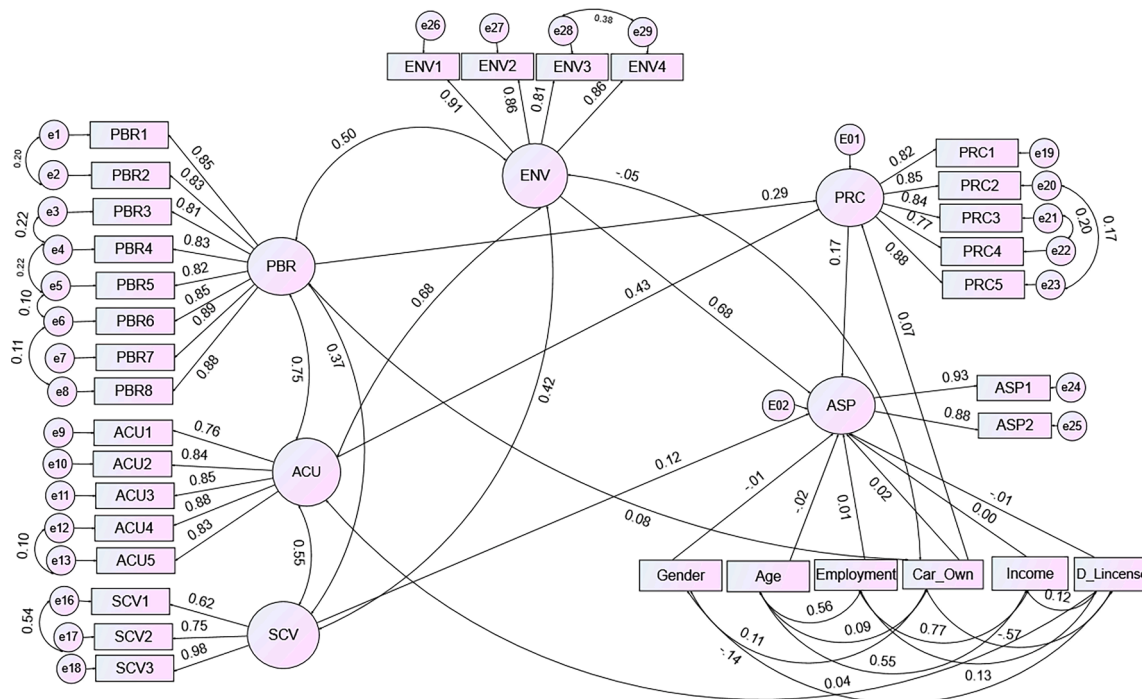 e26
e27
e28
0.38
e29
ENV1
ENV2
ENV3
ENV4
0.91
0.86
0.81
0.86
e1
PBR1
0.85
0.20
e2
PBR2
0.83
e3
PBR3
0.81
0.22
e4
PBR4
0.83
0.22
e5
PBR5
0.82
0.10
e6
PBR6
0.85
e7
PBR7
0.89
0.11
e8
PBR8
0.88
PBR
0.50
ENV
-.05
E01
PRC
0.29
0.82
PRC1
e19
0.85
PRC2
e20
0.84
PRC3
e21
0.77
PRC4
e22
0.88
PRC5
e23
0.20
0.17
0.17
0.43
0.68
0.68
0.07
0.37
0.75
0.42
E02
ASP
0.93
ASP1
e24
0.88
ASP2
e25
e9
ACU1
0.76
e10
ACU2
0.84
e11
ACU3
0.85
e12
ACU4
0.88
0.10
e13
ACU5
0.83
ACU
0.12
0.08
0.55
-.01
-.02
0.01
0.02
0.00
-.01
e16
SCV1
0.62
0.54
e17
SCV2
0.75
e18
SCV3
0.98
SCV
Gender
Age
Employment
Car_Own
Income
D_Lincense
0.56
0.12
0.11
0.09
0.77
-.57
-.14
0.55
0.04
0.13